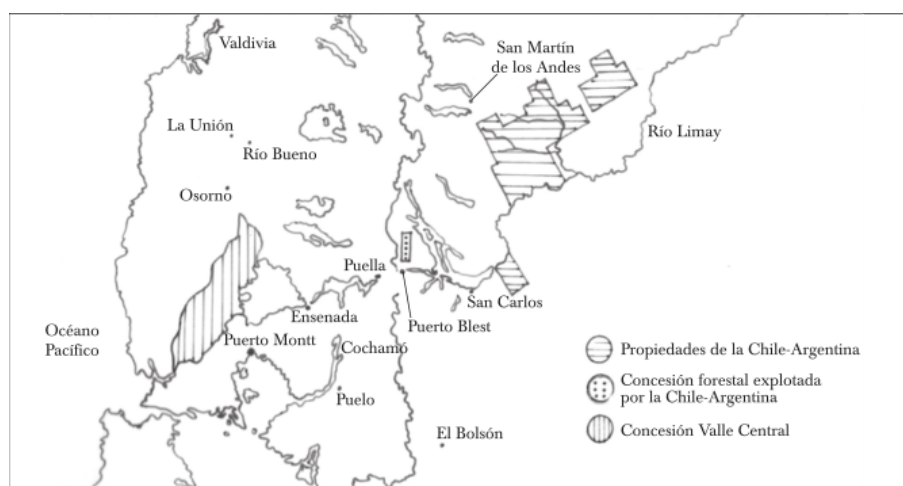 Valdivia
San Martín
de los Andes
La Unión
Río Bueno
Río Limay
Osorno
Puella
Ensenada
San Carlos
Puerto Blest
Océano
Pacífico
Puerto Montt
Cochamó
Puelo
El Bolsón
Propiedades de la Chile-Argentina
Concesión forestal explotada
por la Chile-Argentina
Concesión Valle Central